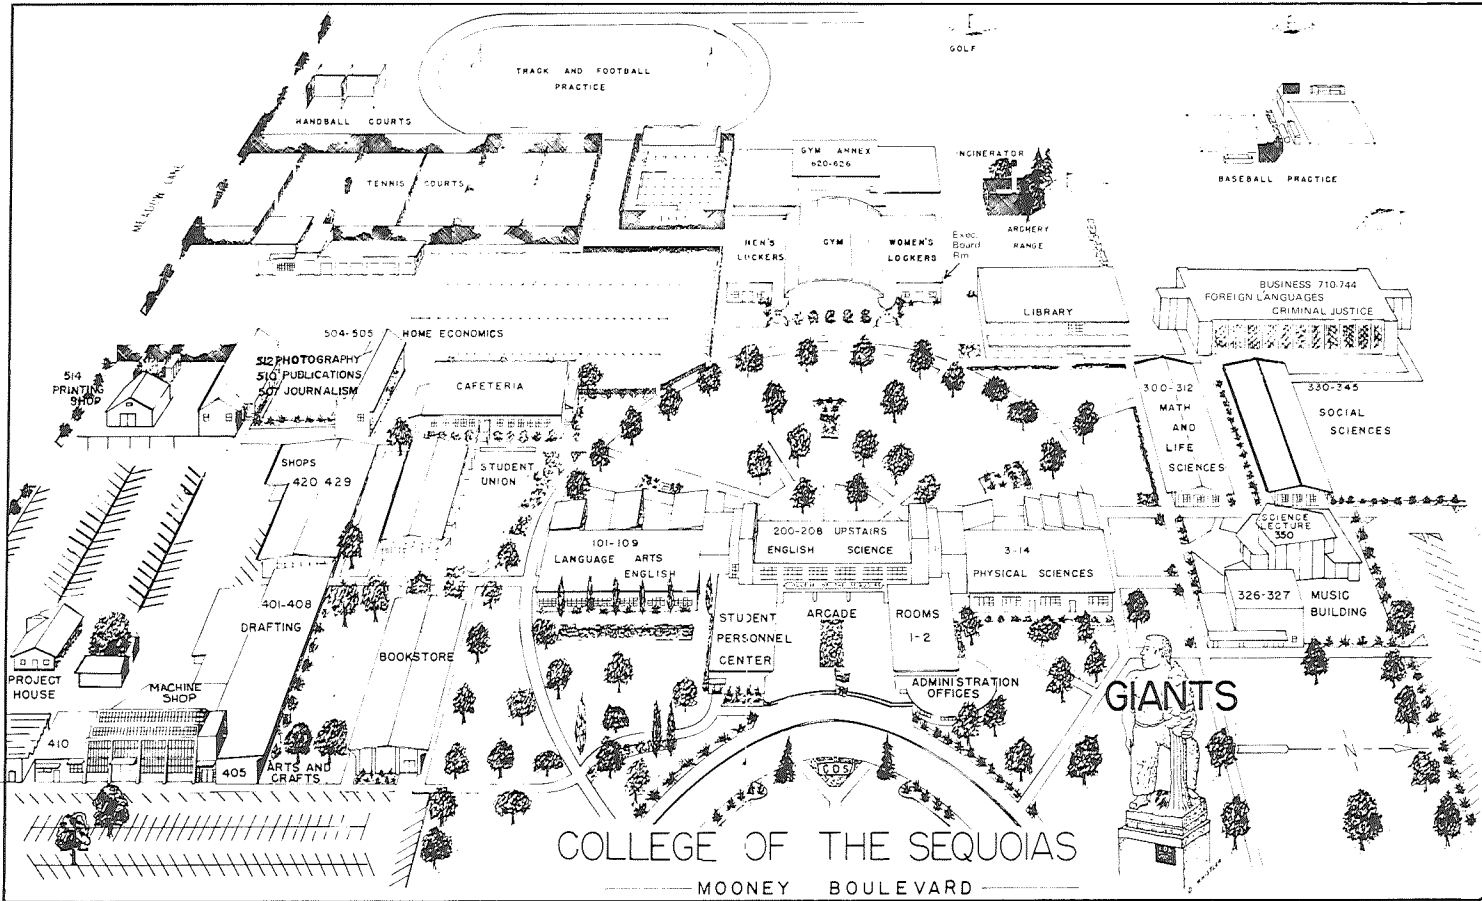 GOLF
TRACK AND FOOTBALL
PRACTICE
HANDBALL COURTS
GYM ANNEX
620-626
INCINERATOR
TENNIS COURTS
BASEBALL PRACTICE
MEADOW LANE
ARCHERY
RANGE
MEN'S
LOCKERS
GYM
WOMEN'S
LOCKERS
Exec.
Board
Rm
LIBRARY
BUSINESS 710-744
FOREIGN LANGUAGES
CRIMINAL JUSTICE
504-505 HOME ECONOMICS
512 PHOTOGRAPHY
510 PUBLICATIONS
507 JOURNALISM
514
PRINTING
SHOP
CAFETERIA
300-312
MATH
AND
LIFE
SCIENCES
330-345
SOCIAL
SCIENCES
SHOPS
420 429
STUDENT
UNION
SCIENCE
LECTURE
350
101-109
LANGUAGE ARTS
ENGLISH
200-208 UPSTAIRS
ENGLISH SCIENCE
3-14
PHYSICAL SCIENCES
401-408
DRAFTING
326-327
MUSIC
BUILDING
STUDENT
PERSONNEL
CENTER
ARCADE
ROOMS
1-2
BOOKSTORE
PROJECT
HOUSE
MACHINE
SHOP
ADMINISTRATION
OFFICES
GIANTS
410
405
ARTS AND
CRAFTS
N
COS
COLLEGE OF THE SEQUOIAS
MOONEY BOULEVARD
D. WHISTLER